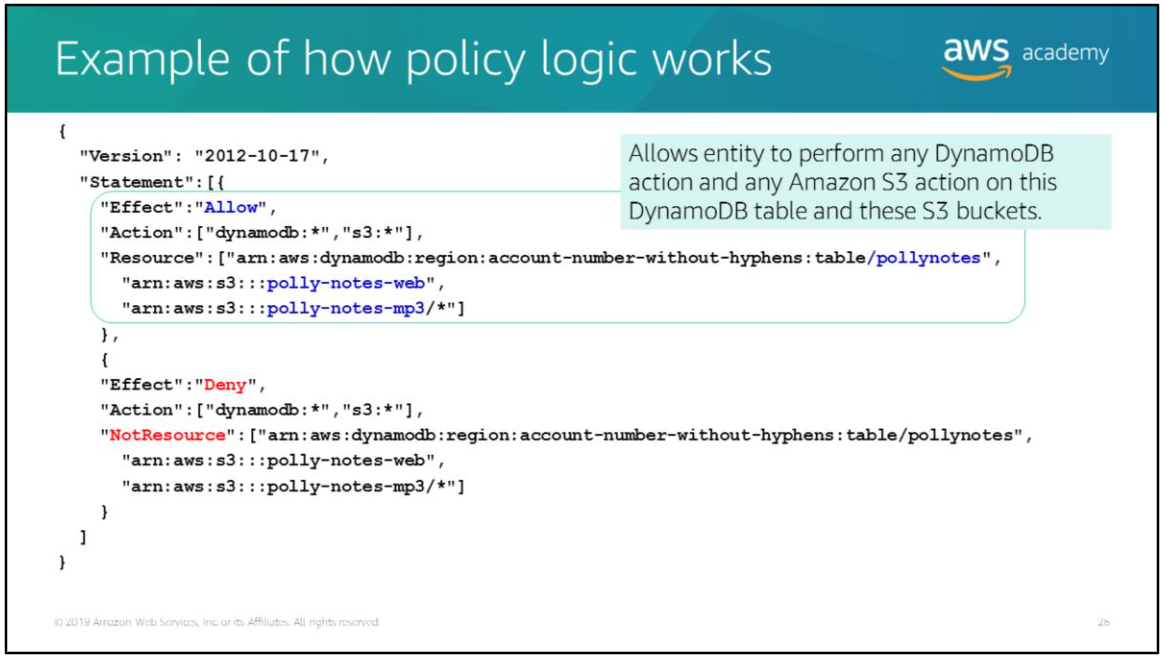 Example of how policy logic works
aws academy
{
"Version": "2012-10-17",
"Statement":[{
"Effect":"Allow",
"Action":["dynamodb:*","s3:*"],
"Resource":["arn:aws:dynamodb:region:account-number-without-hyphens:table/pollynotes",
"arn:aws:s3:::polly-notes-web",
"arn:aws:s3:::polly-notes-mp3/*"]
},
{
"Effect":"Deny",
"Action":["dynamodb:*","s3:*"],
"NotResource":["arn:aws:dynamodb:region:account-number-without-hyphens:table/pollynotes",
"arn:aws:s3:::polly-notes-web",
"arn:aws:s3:::polly-notes-mp3/*"]
}
]
}
Allows entity to perform any DynamoDB
action and any Amazon S3 action on this
DynamoDB table and these S3 buckets.
© 2019 Amazon Web Services, Inc. or its Affiliates. All rights reserved.
26